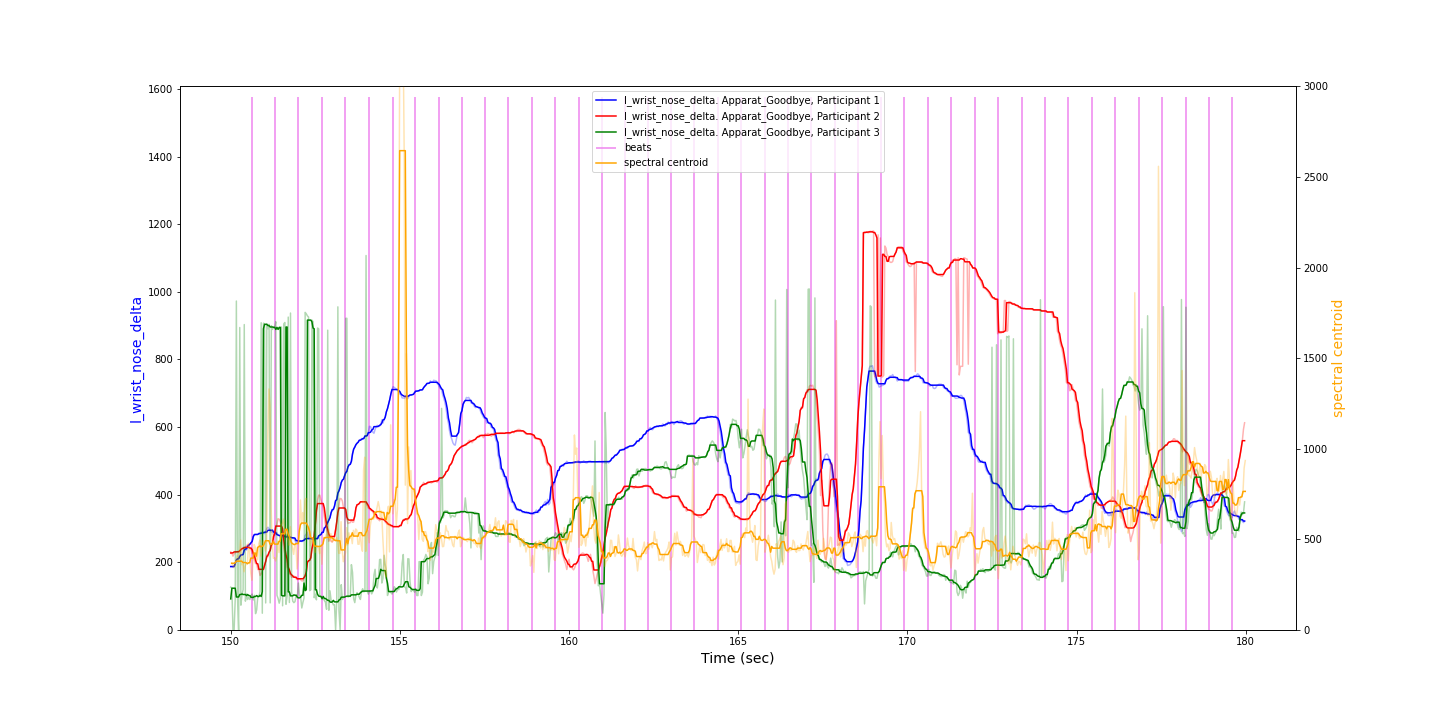 l_wrist_nose_delta. Apparat_Goodbye, Participant 1
l_wrist_nose_delta. Apparat_Goodbye, Participant 2
l_wrist_nose_delta. Apparat_Goodbye, Participant 3
beats
spectral centroid
l_wrist_nose_delta
1600
1400
1200
1000
800
600
400
200
0
3000
2500
2000
1500
1000
500
0
spectral centroid
150
155
160
165
170
175
180
Time (sec)